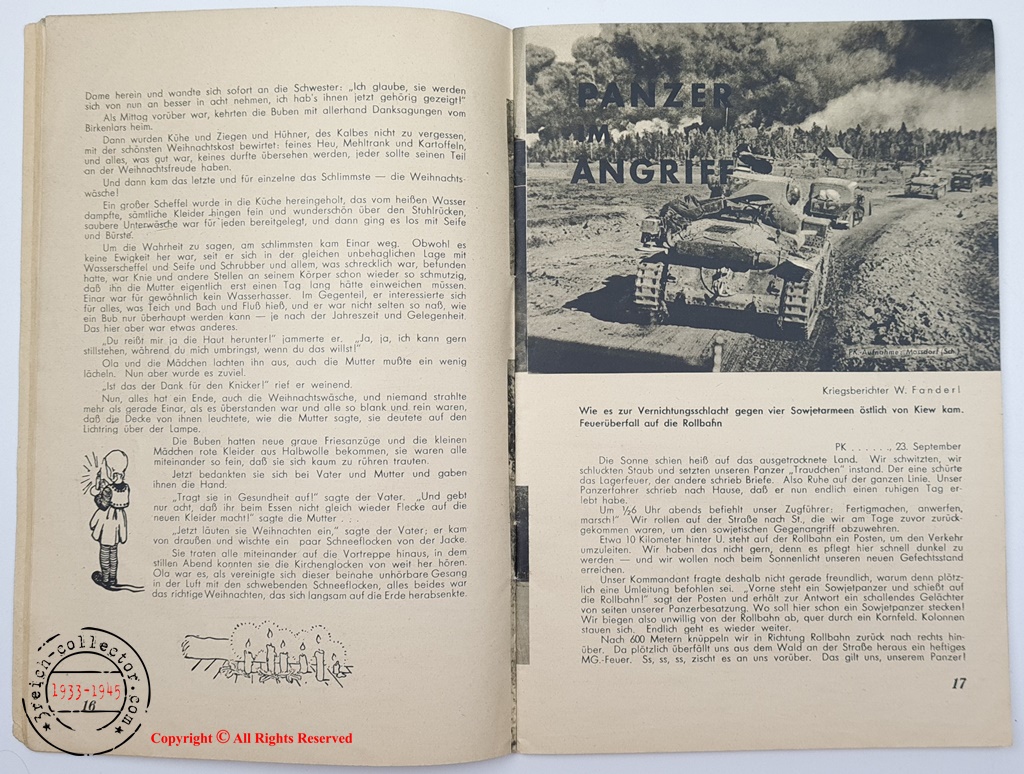 Dame herein und wandte sich sofort an die Schwester: „Ich glaube, sie werden
sich von nun an besser in acht nehmen, ich hab's ihnen jetzt gehörig gezeigt!"
Als Mittag vorüber war, kehrten die Buben mit allerhand Danksagungen vom
Birkenlars heim.
Dann wurden Kühe und Ziegen und Hühner, des Kalbes nicht zu vergessen,
mit der schönsten Weihnachtskost bewirtet: feines Heu, Mehltrank und Kartoffeln,
und alles, was gut war, keines durfte übersehen werden, jeder sollte seinen Teil
an der Weihnachtsfreude haben.
Und dann kam das letzte und für einzelne das Schlimmste — die Weihnachts-
wäsche!
Ein großer Scheffel wurde in die Küche hereingeholt, das vom heißen Wasser
dampfte, sämtliche Kleider hingen fein und wunderschön über den Stuhlrücken,
saubere Unterwäsche war für jeden bereitgelegt, und dann ging es los mit Seife
und Bürste.
Um die Wahrheit zu sagen, am schlimmsten kam Einar weg. Obwohl es
keine Ewigkeit her war, seit er sich in der gleichen unbehaglichen Lage mit
Wasserscheffel und Seife und Schrubber und allem, was schrecklich war, befunden
hatte, war Knie und andere Stellen an seinem Körper schon wieder so schmutzig,
daß ihn die Mutter eigentlich erst einen Tag lang hätte einweichen müssen.
Einar war für gewöhnlich kein Wasserhasser. Im Gegenteil, er interessierte sich
für alles, was Teich und Bach und Fluß hieß, und er war nicht selten so naß, wie
ein Bub nur überhaupt werden kann — je nach der Jahreszeit und Gelegenheit.
Das hier aber war etwas anderes.
„Du reißt mir ja die Haut herunter!" jammerte er. „Ja, ja, ich kann gern
stillstehen, während du mich umbringst, wenn du das willst!"
Ola und die Mädchen lachten ihn aus, auch die Mutter mußte ein wenig
lächeln. Nun aber wurde es zuviel.
„Ist das der Dank für den Knicker!" rief er weinend.
Nun, alles hat ein Ende, auch die Weihnachtswäsche, und niemand strahlte
mehr als gerade Einar, als es überstanden war und alle so blank und rein waren,
daß die Decke von ihnen leuchtete, wie die Mutter sagte, sie deutete auf den
Lichtring über der Lampe.
Die Buben hatten neue graue Friesanzüge und die kleinen
Mädchen rote Kleider aus Halbwolle bekommen, sie waren alle
miteinander so fein, daß sie sich kaum zu rühren trauten.
Jetzt bedankten sie sich bei Vater und Mutter und gaben
ihnen die Hand.
„Tragt sie in Gesundheit auf!" sagte der Vater. „Und gebt
nur acht, daß ihr beim Essen nicht gleich wieder Flecke auf die
neuen Kleider macht!" sagte die Mutter . . .
„Jetzt läuten sie Weihnachten ein," sagte der Vater; er kam
von draußen und wischte ein paar Schneeflocken von der Jacke.
Sie traten alle miteinander auf die Vortreppe hinaus, in dem
stillen Abend konnten sie die Kirchenglocken von weit her hören.
Ola war es, als vereinigte sich dieser beinahe unhörbare Gesang
in der Luft mit den schwebenden Schneeflocken, alles beides war
das richtige Weihnachten, das sich langsam auf die Erde herabsenkte.
3reich-collector.com
1933-1945
16
Copyright © All Rights Reserved
PANZER
IM
ANGRIFF
PK-Aufnahme: Morsdorf (Sch)
Kriegsberichter W. Fanderl
Wie es zur Vernichtungsschlacht gegen vier Sowjetarmeen östlich von Kiew kam.
Feuerüberfall auf die Rollbahn
PK . . . . ., 23. September
Die Sonne schien heiß auf das ausgetrocknete Land. Wir schwitzten, wir
schluckten Staub und setzten unseren Panzer „Traudchen" instand. Der eine schürte
das Lagerfeuer, der andere schrieb Briefe. Also Ruhe auf der ganzen Linie. Unser
Panzerfahrer schrieb nach Hause, daß er nun endlich einen ruhigen Tag er-
lebt habe.
Um ½6 Uhr abends befiehlt unser Zugführer: Fertigmachen, anwerfen,
marsch!" Wir rollen auf der Straße nach St., die wir am Tage zuvor zurück-
gekommen waren, um den sowjetischen Gegenangriff abzuwehren.
Etwa 10 Kilometer hinter U. steht auf der Rollbahn ein Posten, um den Verkehr
umzuleiten. Wir haben das nicht gern, denn es pflegt hier schnell dunkel zu
werden — und wir wollen noch beim Sonnenlicht unseren neuen Gefechtsstand
erreichen.
Unser Kommandant fragte deshalb nicht gerade freundlich, warum denn plötz-
lich eine Umleitung befohlen sei. „Vorne steht ein Sowjetpanzer und schießt auf
die Rollbahn!" sagt der Posten und erhält zur Antwort ein schallendes Gelächter
von seiten unserer Panzerbesatzung. Wo soll hier schon ein Sowjetpanzer stecken!
Wir biegen also unwillig von der Rollbahn ab, quer durch ein Kornfeld. Kolonnen
stauen sich. Endlich geht es wieder weiter.
Nach 600 Metern knüppeln wir in Richtung Rollbahn zurück nach rechts hin-
über. Da plötzlich überfällt uns aus dem Wald an der Straße heraus ein heftiges
MG.-Feuer. Ss, ss, ss, zischt es an uns vorüber. Das gilt uns, unserem Panzer!
17